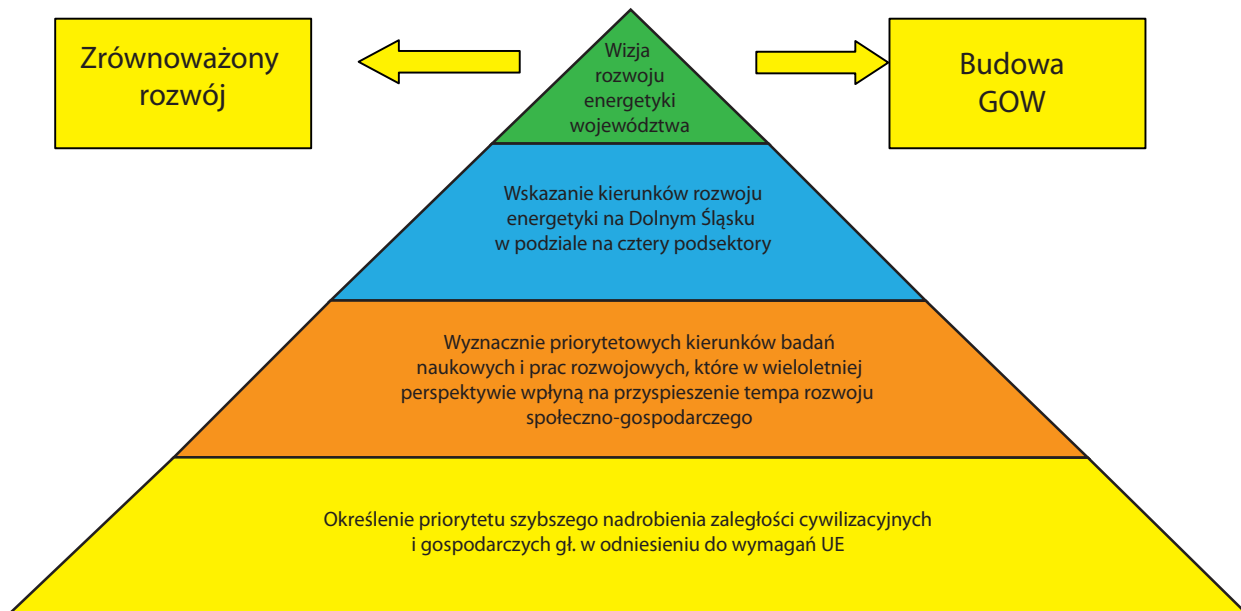 Zrównoważony
rozwój
Wizja
rozwoju
energetyki
województwa
Budowa
GOW
Wskazanie kierunków rozwoju
energetyki na Dolnym Śląsku
w podziale na cztery podsektory
Wyznacznie priorytetowych kierunków badań
naukowych i prac rozwojowych, które w wieloletniej
perspektywie wpłyną na przyspieszenie tempa rozwoju
społeczno-gospodarczego
Określenie priorytetu szybszego nadrobienia zaległości cywilizacyjnych
i gospodarczych gł. w odniesieniu do wymagań UE